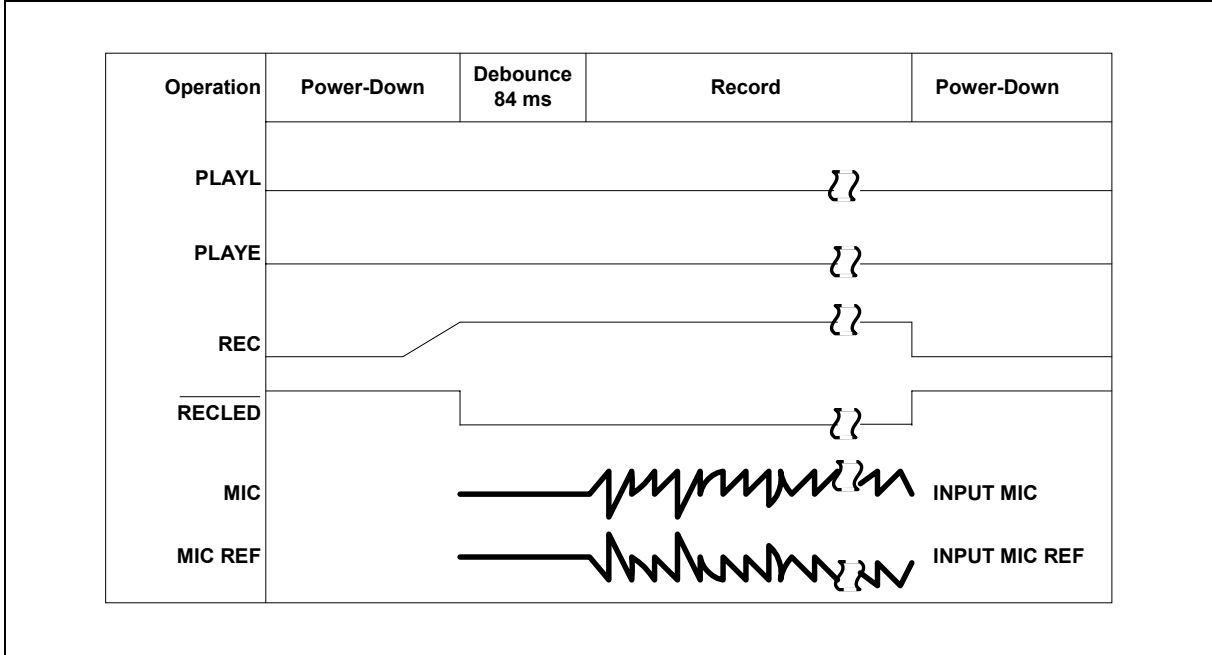 Operation Power-Down Debounce 84 ms Record Power-Down
PLAYL
PLAYE
REC
RECLED
MIC INPUT MIC
MIC REF INPUT MIC REF